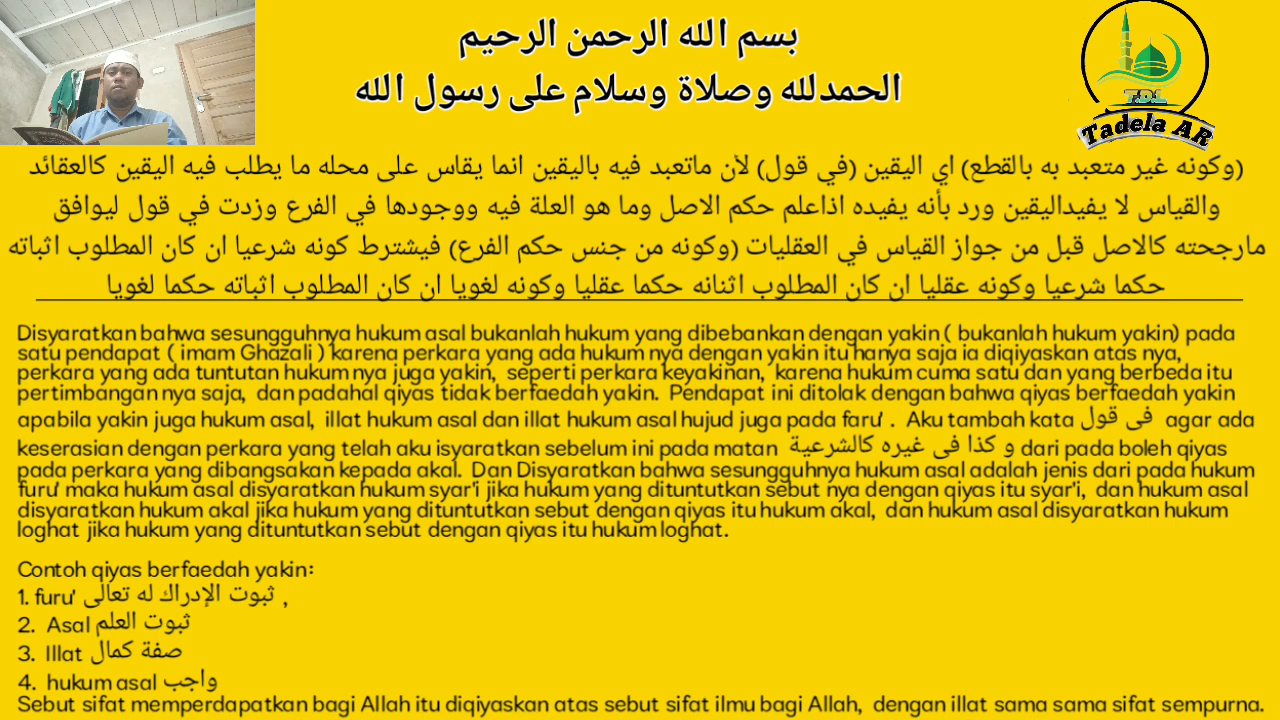 بسم الله الرحمن الرحيم
الحمدلله وصلاة وسلام على رسول الله
T.D.L
Tadela AR
(وكونه غير متعبد به بالقطع) اي اليقين (في قول) لأن ماتعبد فيه باليقين انما يقاس على محله ما يطلب فيه اليقين كالعقائد
والقياس لا يفيداليقين ورد بأنه يفيده اذاعلم حكم الاصل وما هو العلة فيه ووجودها في الفرع وزدت في قول ليوافق
مارجحته كالاصل قبل من جواز القياس في العقليات (وكونه من جنس حكم الفرع) فيشترط كونه شرعيا ان كان المطلوب اثباته
حكما شرعيا وكونه عقليا ان كان المطلوب اثنانه حكما عقليا وكونه لغويا ان كان المطلوب اثباته حكما لغويا
Disyaratkan bahwa sesungguhnya hukum asal bukanlah hukum yang dibebankan dengan yakin ( bukanlah hukum yakin) pada
satu pendapat ( imam Ghazali ) karena perkara yang ada hukum nya dengan yakin itu hanya saja ia diqiyaskan atas nya,
perkara yang ada tuntutan hukum nya juga yakin, seperti perkara keyakinan, karena hukum cuma satu dan yang berbeda itu
pertimbangan nya saja, dan padahal qiyas tidak berfaedah yakin. Pendapat ini ditolak dengan bahwa qiyas berfaedah yakin
apabila yakin juga hukum asal, illat hukum asal dan illat hukum asal hujud juga pada faru' . Aku tambah kata فى قول agar ada
keserasian dengan perkara yang telah aku isyaratkan sebelum ini pada matan و كذا فى غيره كالشرعية dari pada boleh qiyas
pada perkara yang dibangsakan kepada akal. Dan Disyaratkan bahwa sesungguhnya hukum asal adalah jenis dari pada hukum
furu' maka hukum asal disyaratkan hukum syar'i jika hukum yang dituntutkan sebut nya dengan qiyas itu syar'i, dan hukum asal
disyaratkan hukum akal jika hukum yang dituntutkan sebut dengan qiyas itu hukum akal, dan hukum asal disyaratkan hukum
loghat jika hukum yang dituntutkan sebut dengan qiyas itu hukum loghat.
Contoh qiyas berfaedah yakin:
1. furu' ثبوت الإدراك له تعالى ,
2. Asal ثبوت العلم
3. Illat صفة كمال
4. hukum asal واجب
Sebut sifat memperdapatkan bagi Allah itu diqiyaskan atas sebut sifat ilmu bagi Allah, dengan illat sama sama sifat sempurna.